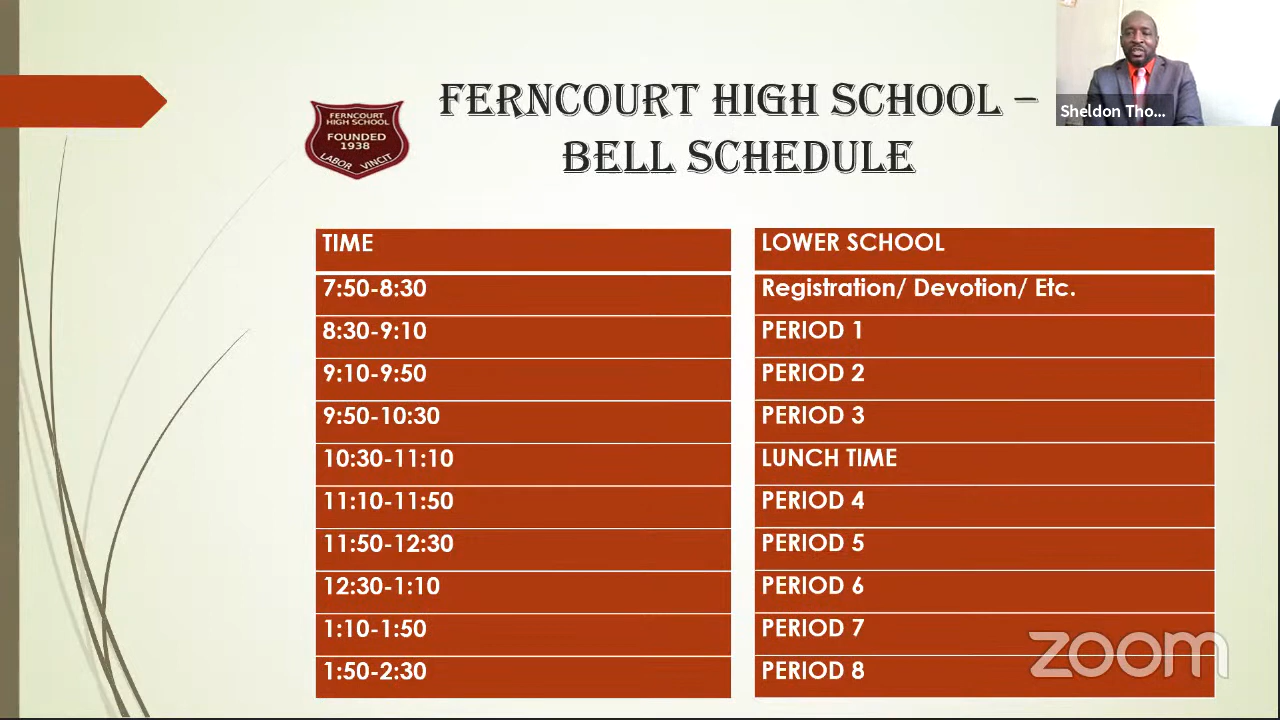 FERNCOURT HIGH SCHOOL –
BELL SCHEDULE
FERNCOURT
HIGH SCHOOL
FOUNDED
1938
LABOR VINCIT
Sheldon Tho...
TIME LOWER SCHOOL
7:50-8:30 Registration/ Devotion/ Etc.
8:30-9:10 PERIOD 1
9:10-9:50 PERIOD 2
9:50-10:30 PERIOD 3
10:30-11:10 LUNCH TIME
11:10-11:50 PERIOD 4
11:50-12:30 PERIOD 5
12:30-1:10 PERIOD 6
1:10-1:50 PERIOD 7
1:50-2:30 PERIOD 8
zoom